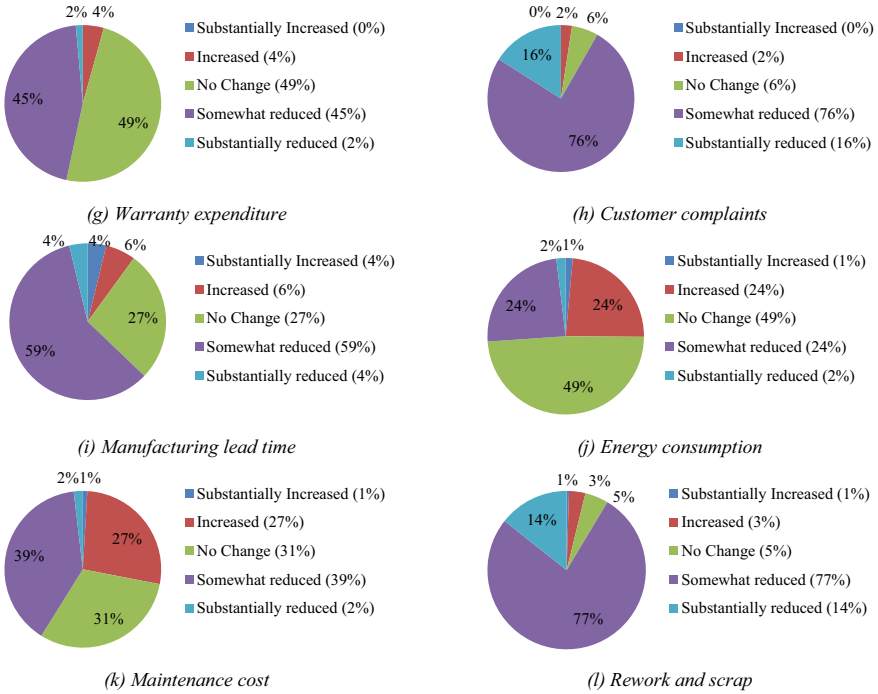 2% 4%
45%
49%
Substantially Increased (0%)
Increased (4%)
No Change (49%)
Somewhat reduced (45%)
Substantially reduced (2%)
(g) Warranty expenditure
0% 2% 6%
16%
76%
Substantially Increased (0%)
Increased (2%)
No Change (6%)
Somewhat reduced (76%)
Substantially reduced (16%)
(h) Customer complaints
4% 4% 6%
27%
59%
Substantially Increased (4%)
Increased (6%)
No Change (27%)
Somewhat reduced (59%)
Substantially reduced (4%)
(i) Manufacturing lead time
2% 1%
24% 24%
49%
Substantially Increased (1%)
Increased (24%)
No Change (49%)
Somewhat reduced (24%)
Substantially reduced (2%)
(j) Energy consumption
2% 1%
27%
39%
31%
Substantially Increased (1%)
Increased (27%)
No Change (31%)
Somewhat reduced (39%)
Substantially reduced (2%)
(k) Maintenance cost
1% 3%
5%
14%
77%
Substantially Increased (1%)
Increased (3%)
No Change (5%)
Somewhat reduced (77%)
Substantially reduced (14%)
(l) Rework and scrap